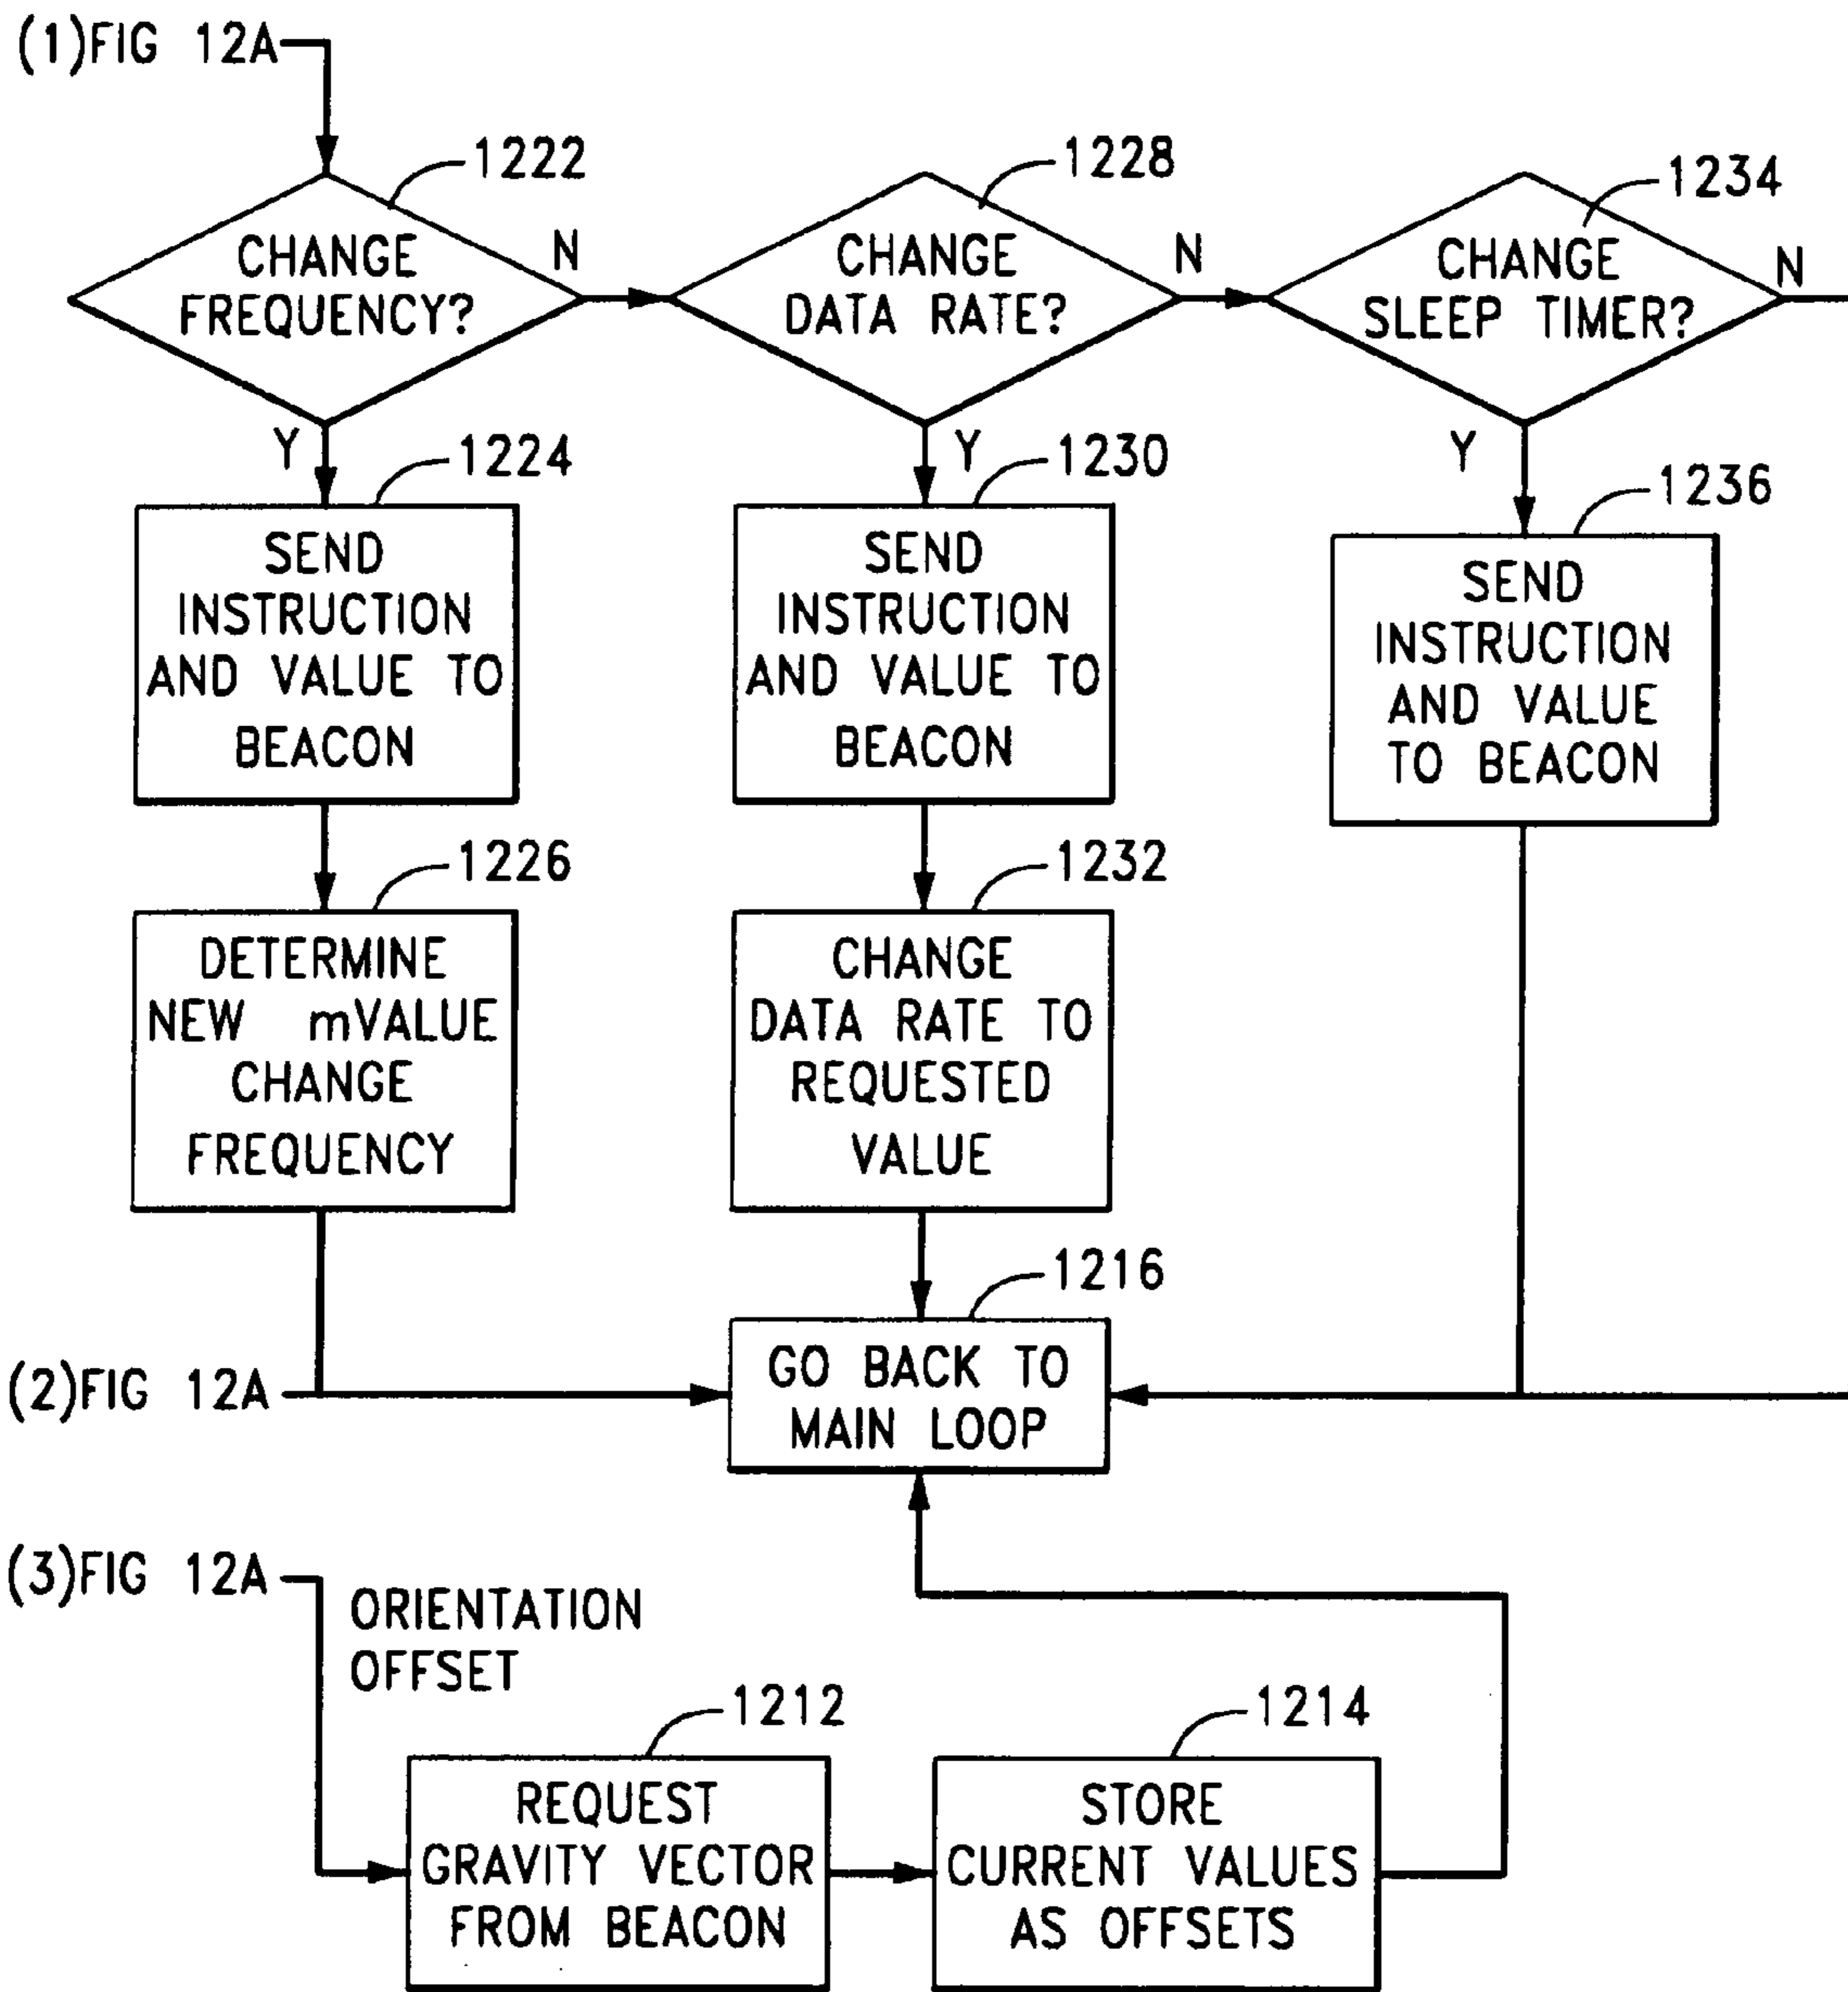 (1)FIG 12A
1222
1228
1234
CHANGE
FREQUENCY?
N
CHANGE
DATA RATE?
N
CHANGE
SLEEP TIMER?
N
Y
1224
Y
1230
Y
1236
SEND
INSTRUCTION
AND VALUE TO
BEACON
SEND
INSTRUCTION
AND VALUE TO
BEACON
SEND
INSTRUCTION
AND VALUE
TO BEACON
1226
1232
DETERMINE
NEW mVALUE
CHANGE
FREQUENCY
CHANGE
DATA RATE TO
REQUESTED
VALUE
1216
(2)FIG 12A
GO BACK TO
MAIN LOOP
(3)FIG 12A
ORIENTATION
OFFSET
1212
1214
REQUEST
GRAVITY VECTOR
FROM BEACON
STORE
CURRENT VALUES
AS OFFSETS